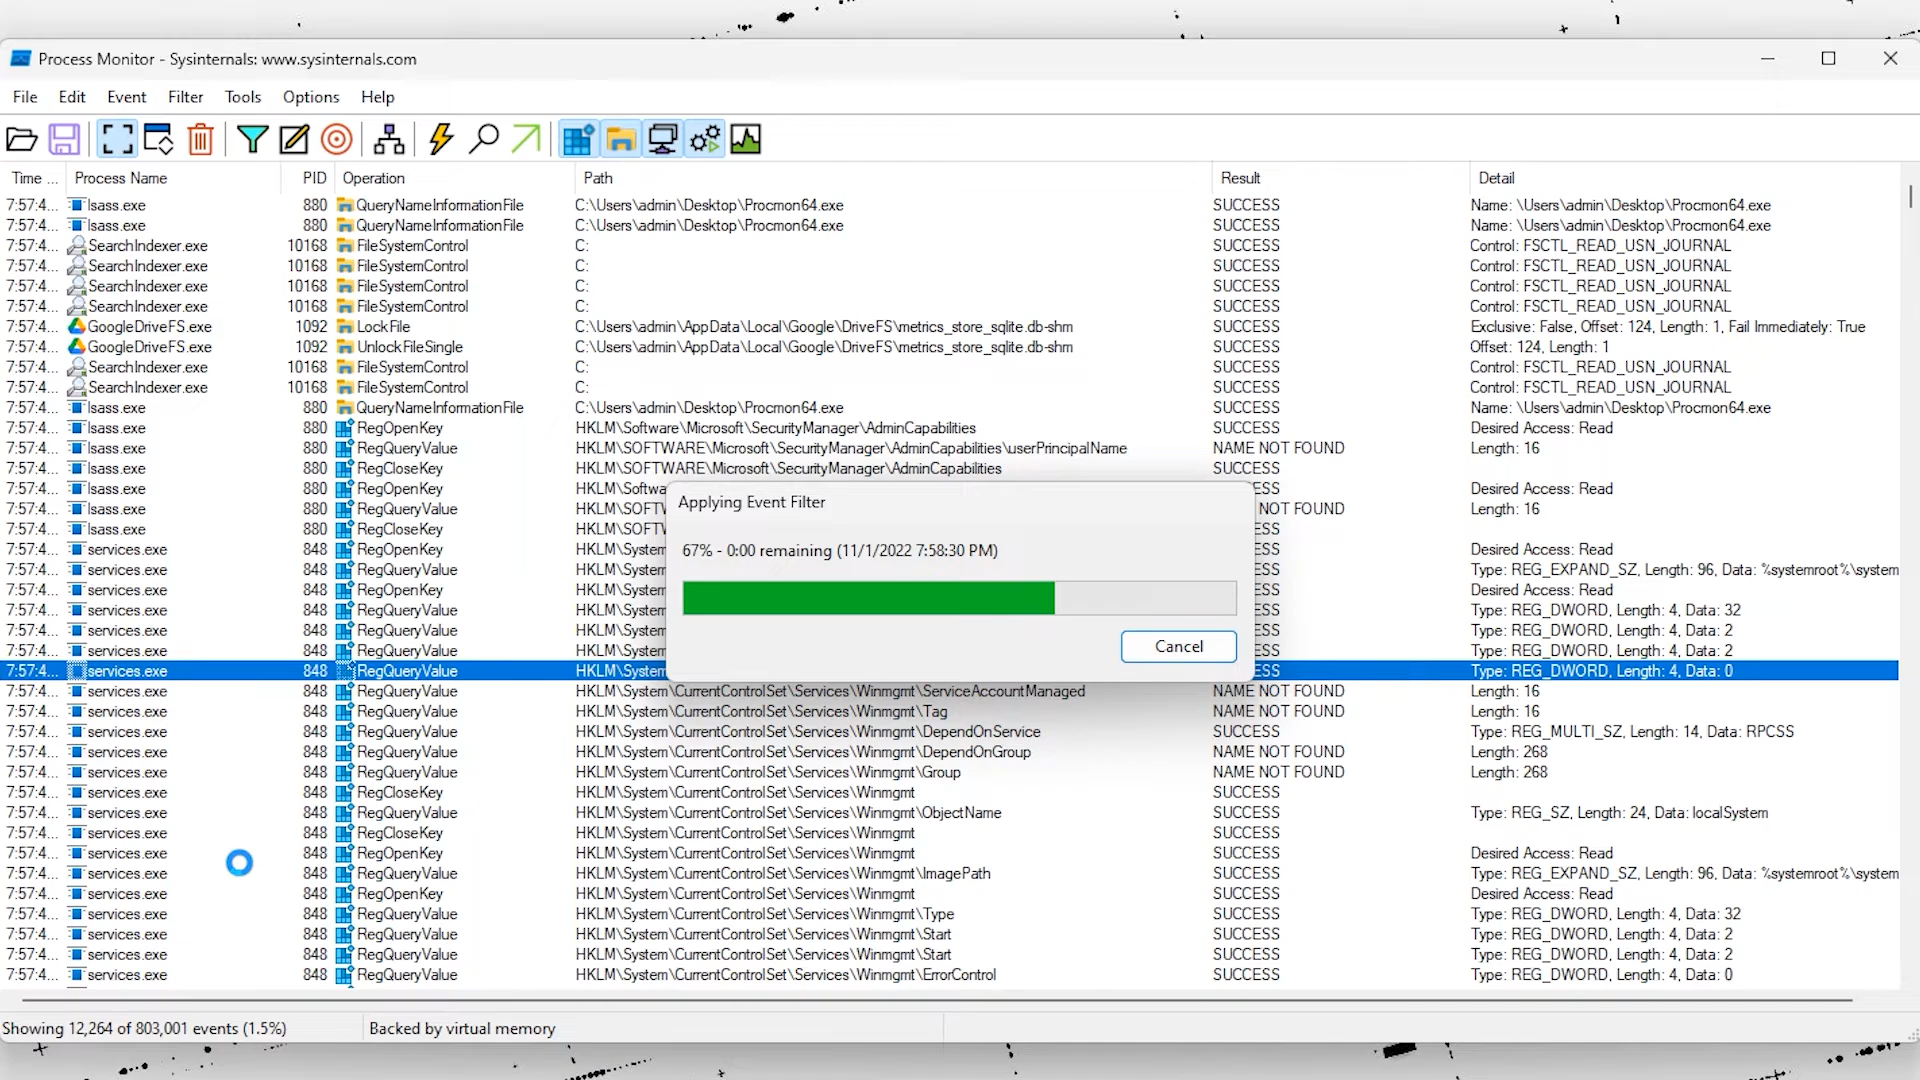 Process Monitor - Sysinternals: www.sysinternals.com
File Edit Event Filter Tools Options Help
Time ... Process Name PID Operation Path Result Detail
7:57:4... lsass.exe 880 QueryNameInformationFile C:\Users\admin\Desktop\Procmon64.exe SUCCESS Name: \Users\admin\Desktop\Procmon64.exe
7:57:4... lsass.exe 880 QueryNameInformationFile C:\Users\admin\Desktop\Procmon64.exe SUCCESS Name: \Users\admin\Desktop\Procmon64.exe
7:57:4... SearchIndexer.exe 10168 FileSystemControl C: SUCCESS Control: FSCTL_READ_USN_JOURNAL
7:57:4... SearchIndexer.exe 10168 FileSystemControl C: SUCCESS Control: FSCTL_READ_USN_JOURNAL
7:57:4... SearchIndexer.exe 10168 FileSystemControl C: SUCCESS Control: FSCTL_READ_USN_JOURNAL
7:57:4... SearchIndexer.exe 10168 FileSystemControl C: SUCCESS Control: FSCTL_READ_USN_JOURNAL
7:57:4... GoogleDriveFS.exe 1092 LockFile C:\Users\admin\AppData\Local\Google\DriveFS\metrics_store_sqlite.db-shm SUCCESS Exclusive: False, Offset: 124, Length: 1, Fail Immediately: True
7:57:4... GoogleDriveFS.exe 1092 UnlockFileSingle C:\Users\admin\AppData\Local\Google\DriveFS\metrics_store_sqlite.db-shm SUCCESS Offset: 124, Length: 1
7:57:4... SearchIndexer.exe 10168 FileSystemControl C: SUCCESS Control: FSCTL_READ_USN_JOURNAL
7:57:4... SearchIndexer.exe 10168 FileSystemControl C: SUCCESS Control: FSCTL_READ_USN_JOURNAL
7:57:4... lsass.exe 880 QueryNameInformationFile C:\Users\admin\Desktop\Procmon64.exe SUCCESS Name: \Users\admin\Desktop\Procmon64.exe
7:57:4... lsass.exe 880 RegOpenKey HKLM\Software\Microsoft\SecurityManager\AdminCapabilities SUCCESS Desired Access: Read
7:57:4... lsass.exe 880 RegQueryValue HKLM\SOFTWARE\Microsoft\SecurityManager\AdminCapabilities\userPrincipalName NAME NOT FOUND Length: 16
7:57:4... lsass.exe 880 RegCloseKey HKLM\SOFTWARE\Microsoft\SecurityManager\AdminCapabilities SUCCESS
7:57:4... lsass.exe 880 RegOpenKey HKLM\Softwa ESS Desired Access: Read
7:57:4... lsass.exe 880 RegQueryValue HKLM\SOFTW NOT FOUND Length: 16
7:57:4... lsass.exe 880 RegCloseKey HKLM\SOFTW ESS
7:57:4... services.exe 848 RegOpenKey HKLM\System ESS Desired Access: Read
7:57:4... services.exe 848 RegQueryValue HKLM\System ESS Type: REG_EXPAND_SZ, Length: 96, Data: %systemroot%\system
7:57:4... services.exe 848 RegOpenKey HKLM\System ESS Desired Access: Read
7:57:4... services.exe 848 RegQueryValue HKLM\System ESS Type: REG_DWORD, Length: 4, Data: 32
7:57:4... services.exe 848 RegQueryValue HKLM\System ESS Type: REG_DWORD, Length: 4, Data: 2
7:57:4... services.exe 848 RegQueryValue HKLM\System ESS Type: REG_DWORD, Length: 4, Data: 2
7:57:4... services.exe 848 RegQueryValue HKLM\System ESS Type: REG_DWORD, Length: 4, Data: 0
7:57:4... services.exe 848 RegQueryValue HKLM\System\CurrentControlSet\Services\Winmgmt\ServiceAccountManaged NAME NOT FOUND Length: 16
7:57:4... services.exe 848 RegQueryValue HKLM\System\CurrentControlSet\Services\Winmgmt\Tag NAME NOT FOUND Length: 16
7:57:4... services.exe 848 RegQueryValue HKLM\System\CurrentControlSet\Services\Winmgmt\DependOnService SUCCESS Type: REG_MULTI_SZ, Length: 14, Data: RPCSS
7:57:4... services.exe 848 RegQueryValue HKLM\System\CurrentControlSet\Services\Winmgmt\DependOnGroup NAME NOT FOUND Length: 268
7:57:4... services.exe 848 RegQueryValue HKLM\System\CurrentControlSet\Services\Winmgmt\Group NAME NOT FOUND Length: 268
7:57:4... services.exe 848 RegCloseKey HKLM\System\CurrentControlSet\Services\Winmgmt SUCCESS
7:57:4... services.exe 848 RegQueryValue HKLM\System\CurrentControlSet\Services\Winmgmt\ObjectName SUCCESS Type: REG_SZ, Length: 24, Data: localSystem
7:57:4... services.exe 848 RegCloseKey HKLM\System\CurrentControlSet\Services\Winmgmt SUCCESS
7:57:4... services.exe 848 RegOpenKey HKLM\System\CurrentControlSet\Services\Winmgmt SUCCESS Desired Access: Read
7:57:4... services.exe 848 RegQueryValue HKLM\System\CurrentControlSet\Services\Winmgmt\ImagePath SUCCESS Type: REG_EXPAND_SZ, Length: 96, Data: %systemroot%\system
7:57:4... services.exe 848 RegOpenKey HKLM\System\CurrentControlSet\Services\Winmgmt SUCCESS Desired Access: Read
7:57:4... services.exe 848 RegQueryValue HKLM\System\CurrentControlSet\Services\Winmgmt\Type SUCCESS Type: REG_DWORD, Length: 4, Data: 32
7:57:4... services.exe 848 RegQueryValue HKLM\System\CurrentControlSet\Services\Winmgmt\Start SUCCESS Type: REG_DWORD, Length: 4, Data: 2
7:57:4... services.exe 848 RegQueryValue HKLM\System\CurrentControlSet\Services\Winmgmt\Start SUCCESS Type: REG_DWORD, Length: 4, Data: 2
7:57:4... services.exe 848 RegQueryValue HKLM\System\CurrentControlSet\Services\Winmgmt\ErrorControl SUCCESS Type: REG_DWORD, Length: 4, Data: 0
Applying Event Filter
67% - 0:00 remaining (11/1/2022 7:58:30 PM)
Cancel
Showing 12,264 of 803,001 events (1.5%) Backed by virtual memory